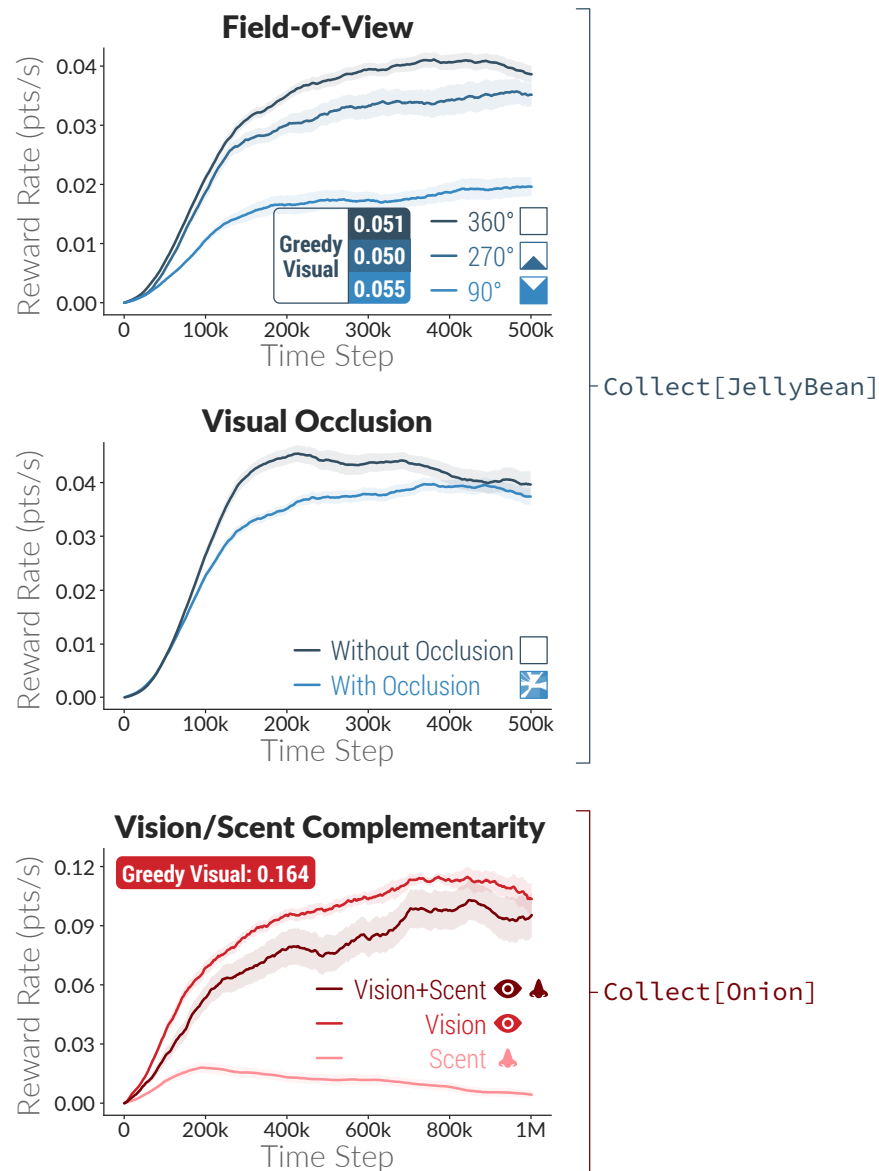 Field-of-View
Reward Rate (pts/s)
0.04
0.03
0.02
0.01
0.00
Greedy Visual
0.051
0.050
0.055
360°
270°
90°
0 100k 200k 300k 400k 500k
Time Step
Collect[JellyBean]
Visual Occlusion
Reward Rate (pts/s)
0.04
0.03
0.02
0.01
0.00
Without Occlusion
With Occlusion
0 100k 200k 300k 400k 500k
Time Step
Vision/Scent Complementarity
Reward Rate (pts/s)
0.12
0.09
0.06
0.03
0.00
Greedy Visual: 0.164
Vision+Scent
Vision
Scent
0 200k 400k 600k 800k 1M
Time Step
Collect[Onion]